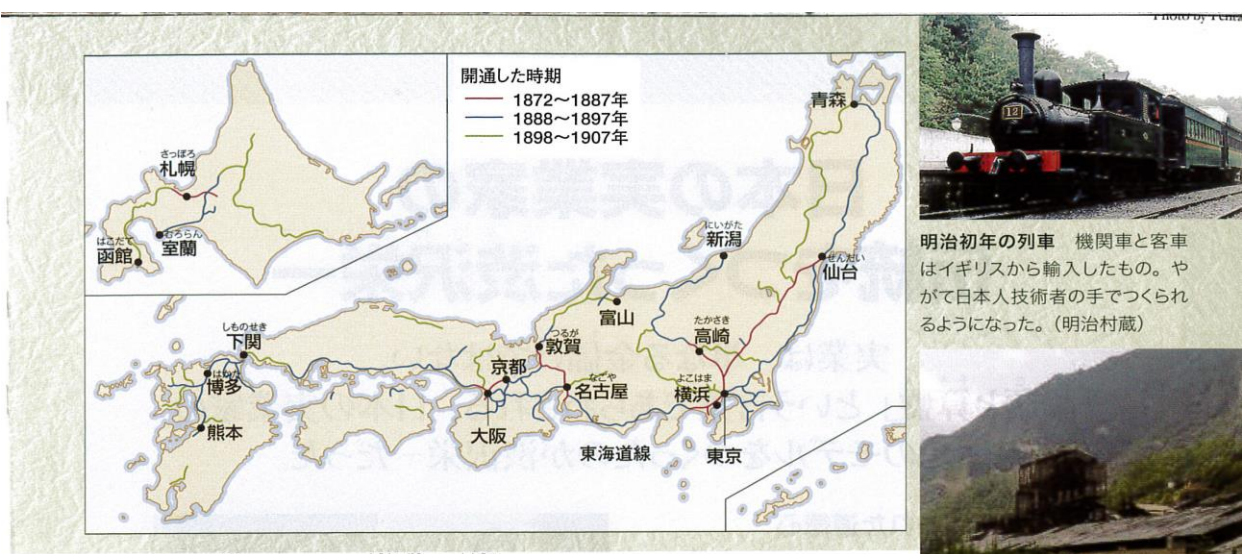 Photo by
開通した時期
1872〜1887年
1888〜1897年
1898〜1907年
さっぽろ
札幌
はこだて
函館
むろらん
室蘭
青森
にいがた
新潟
せんだい
仙台
富山
たかさき
高崎
つるが
敦賀
しものせき
下関
はかた
博多
熊本
京都
大阪
なごや
名古屋
よこはま
横浜
東京
東海道線
12
明治初年の列車　機関車と客車
はイギリスから輸入したもの。や
がて日本人技術者の手でつくられ
るようになった。（明治村蔵）